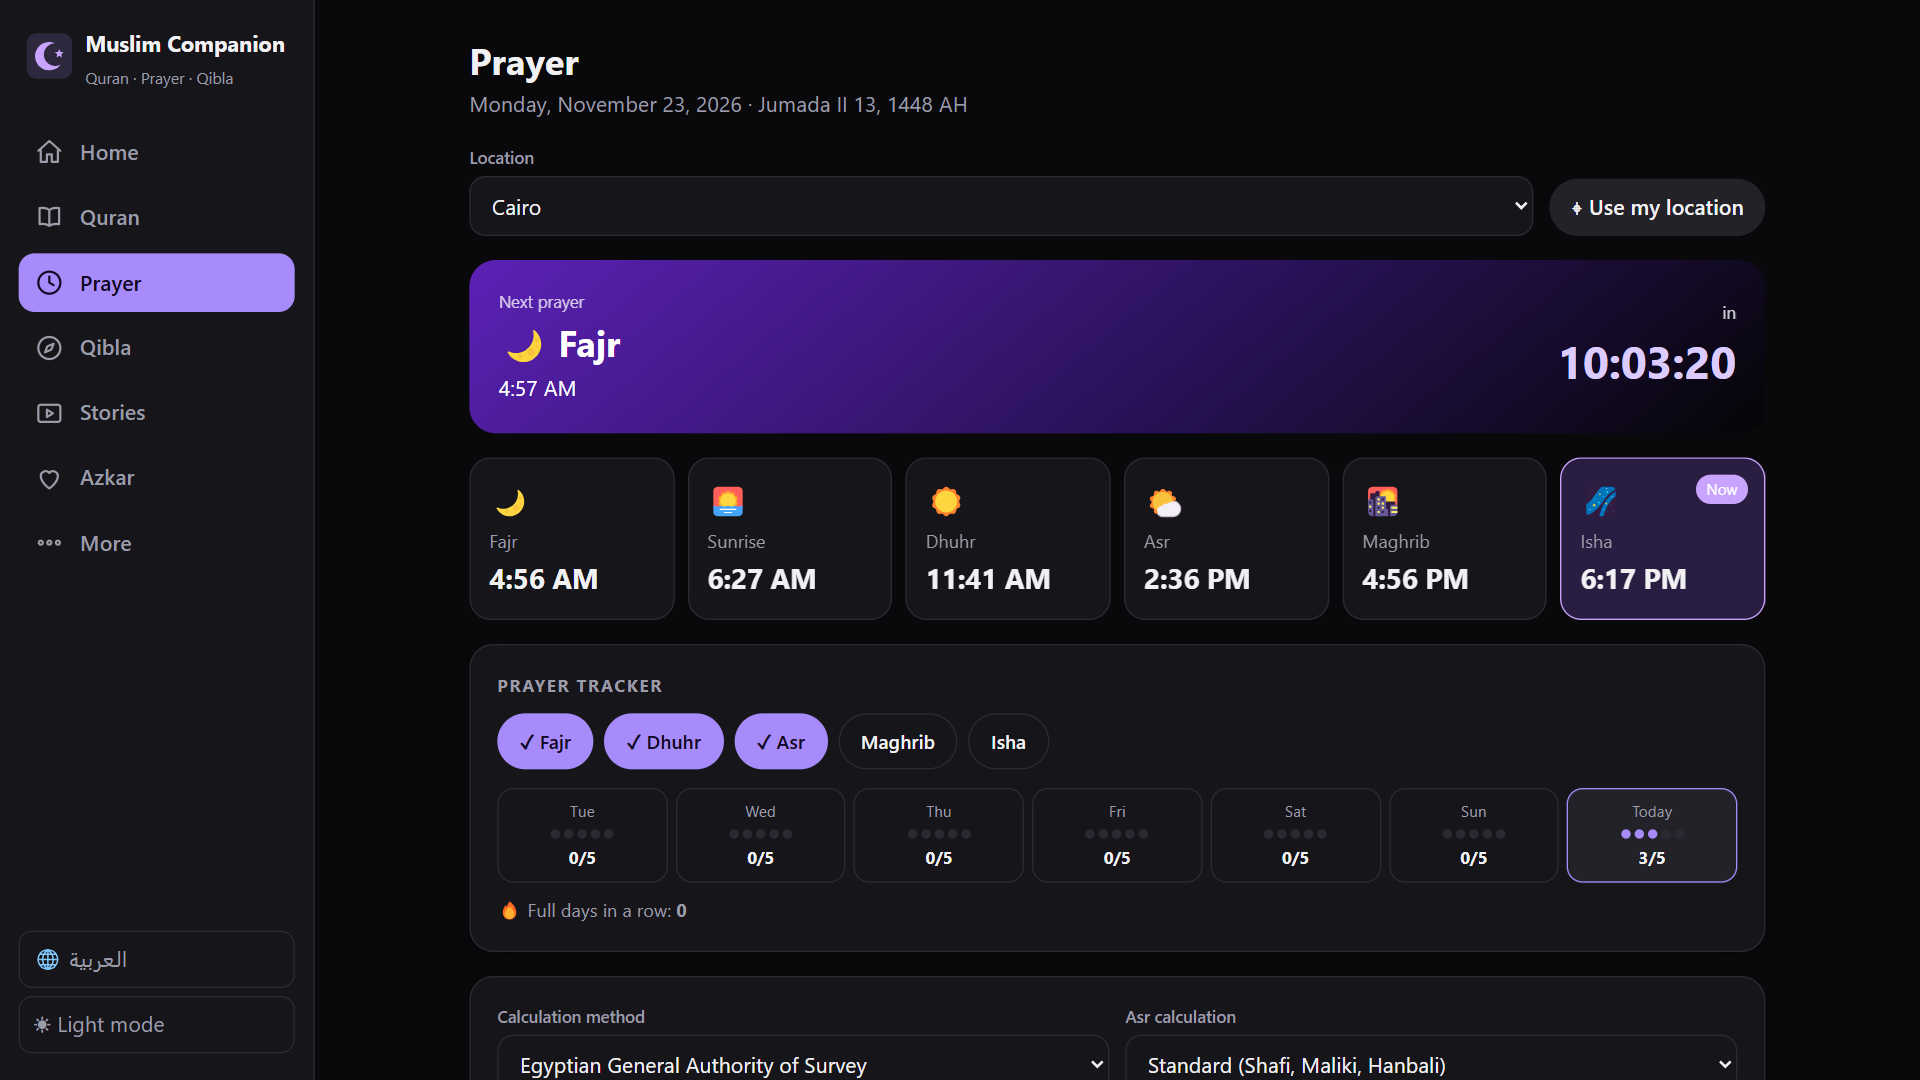 Muslim Companion
Quran · Prayer · Qibla
Home
Quran
Prayer
Qibla
Stories
Azkar
More
العربية
Light mode
Prayer
Monday, November 23, 2026 · Jumada II 13, 1448 AH
Location
Cairo
Use my location
Next prayer
Fajr
4:57 AM
in
10:03:20
Fajr
4:56 AM
Sunrise
6:27 AM
Dhuhr
11:41 AM
Asr
2:36 PM
Maghrib
4:56 PM
Now
Isha
6:17 PM
PRAYER TRACKER
✓ Fajr
✓ Dhuhr
✓ Asr
Maghrib
Isha
Tue
0/5
Wed
0/5
Thu
0/5
Fri
0/5
Sat
0/5
Sun
0/5
Today
3/5
Full days in a row: 0
Calculation method
Egyptian General Authority of Survey
Asr calculation
Standard (Shafi, Maliki, Hanbali)